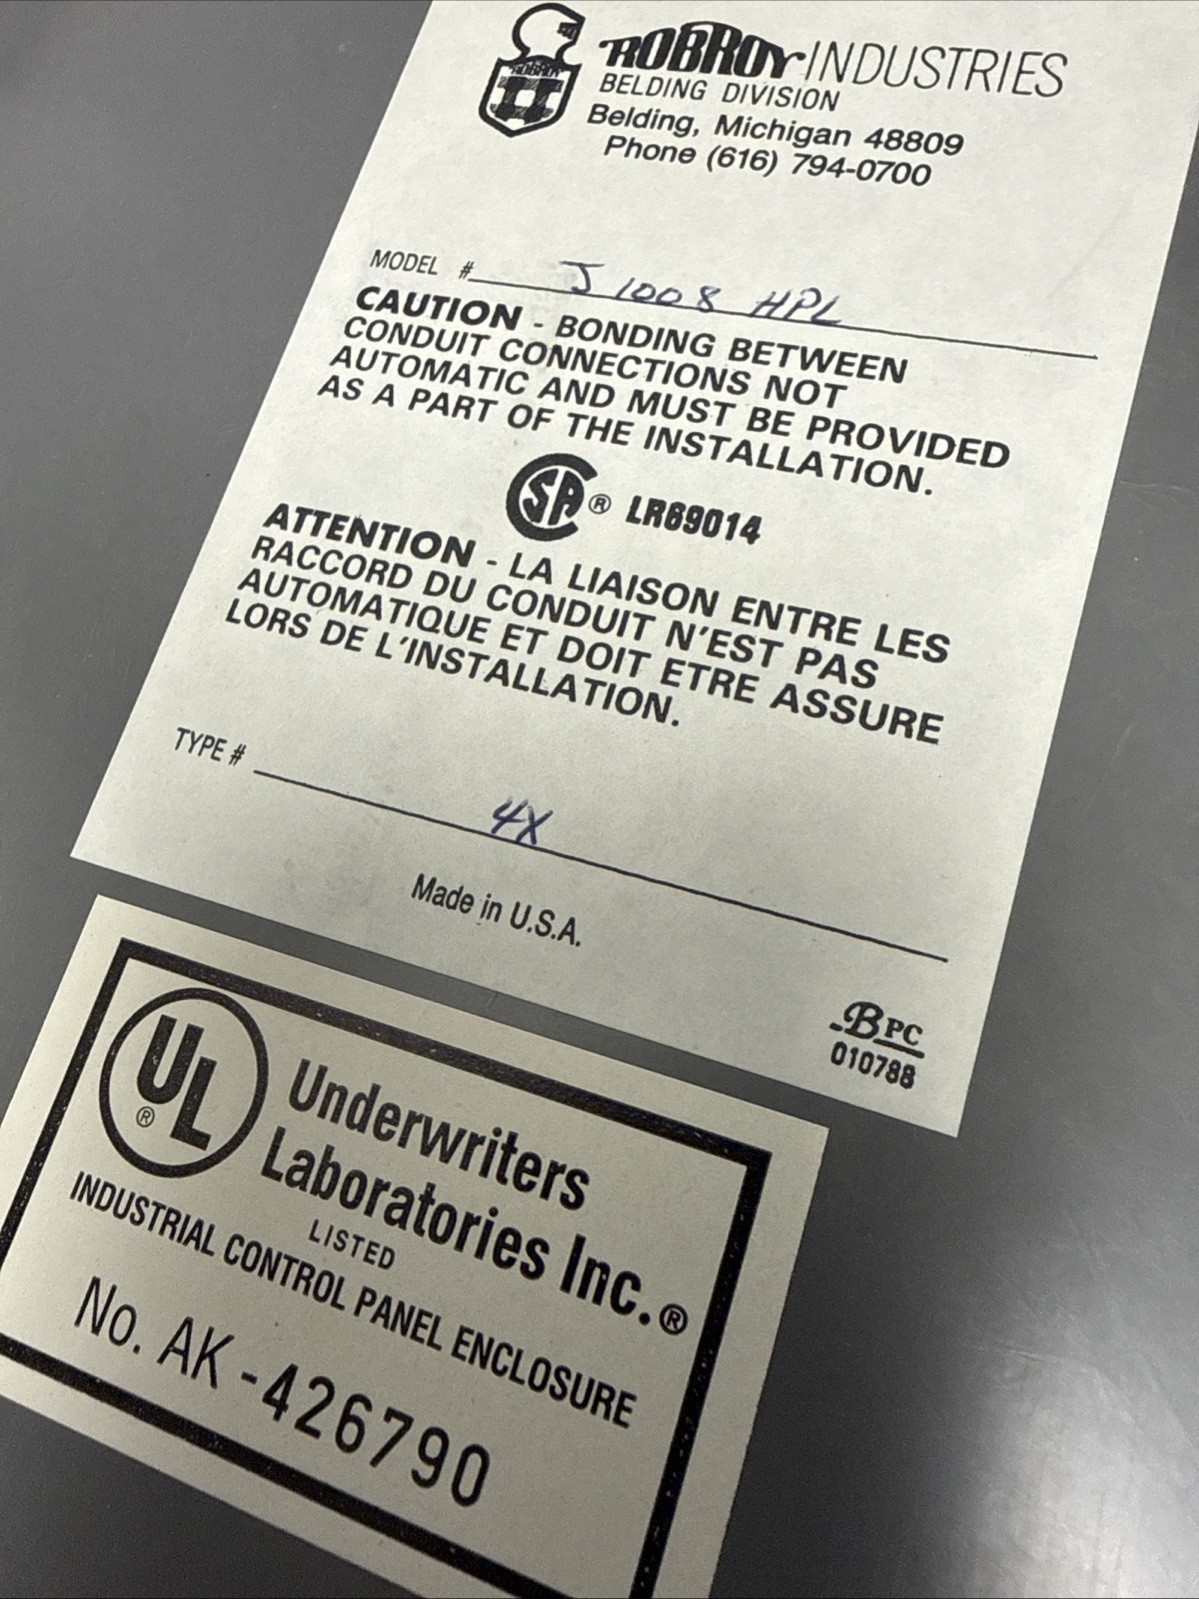 ROBROY
ROBROY INDUSTRIES
BELDING DIVISION
Belding, Michigan 48809
Phone (616) 794-0700
MODEL # J1008 HPL
CAUTION - BONDING BETWEEN
CONDUIT CONNECTIONS NOT
AUTOMATIC AND MUST BE PROVIDED
AS A PART OF THE INSTALLATION.
CSA ® LR69014
ATTENTION - LA LIAISON ENTRE LES
RACCORD DU CONDUIT N'EST PAS
AUTOMATIQUE ET DOIT ETRE ASSURE
LORS DE L'INSTALLATION.
TYPE # 4X
Made in U.S.A.
BPC
010788
UL ®
Underwriters
Laboratories Inc.®
LISTED
INDUSTRIAL CONTROL PANEL ENCLOSURE
No. AK-426790